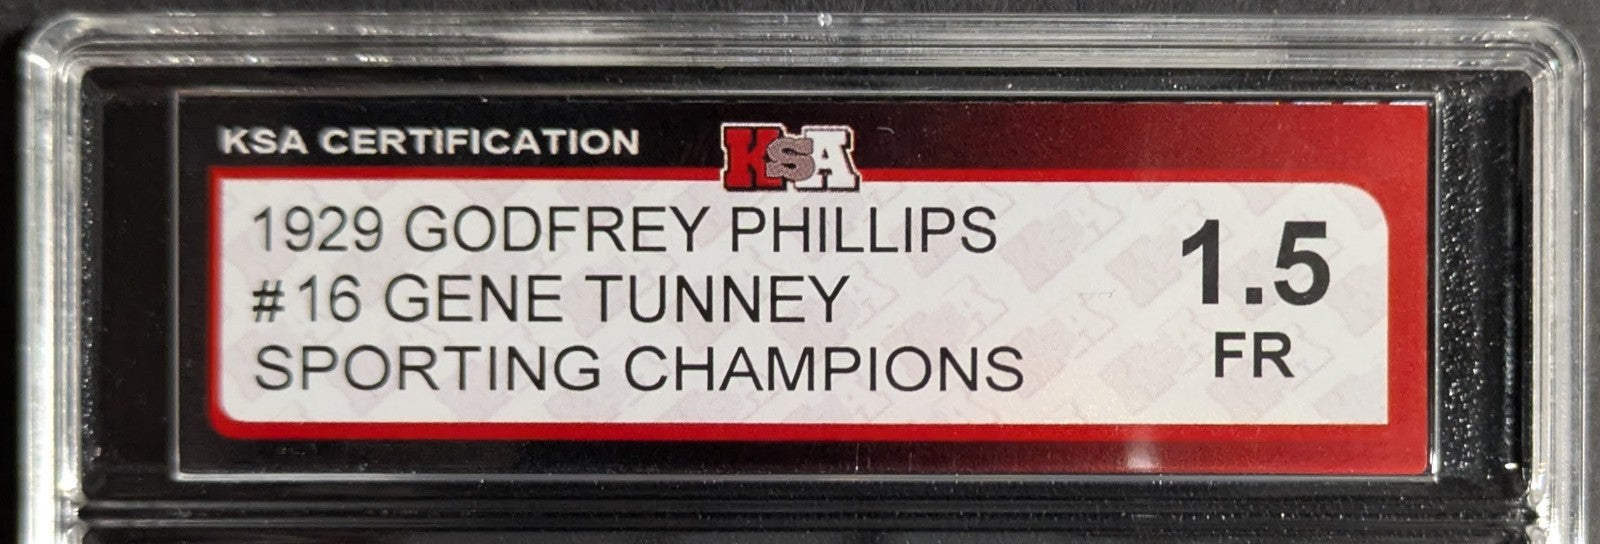 KSA CERTIFICATION
KSA
1929 GODFREY PHILLIPS
#16 GENE TUNNEY
SPORTING CHAMPIONS
1.5
FR